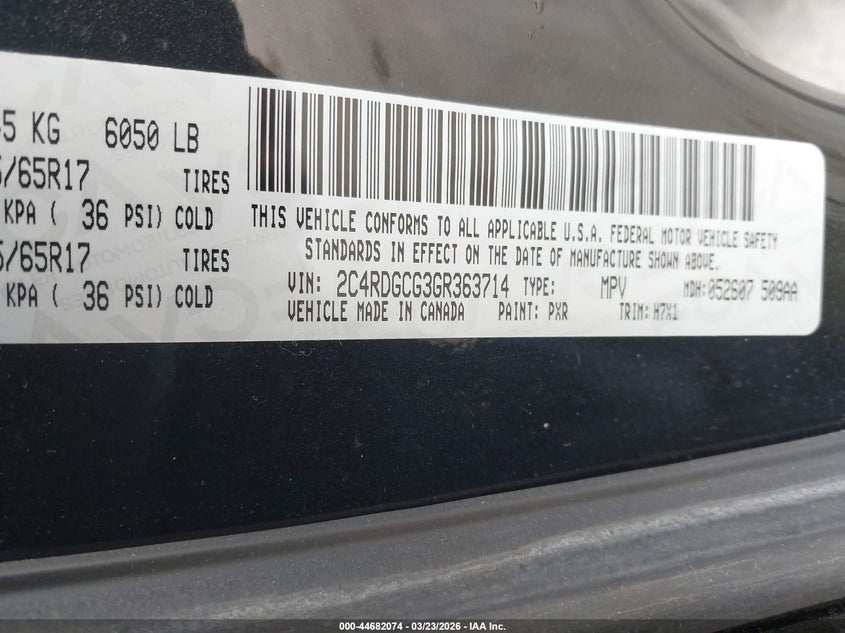 5 KG 6050 LB
/65R17 TIRES
KPA ( 36 PSI) COLD
/65R17 TIRES
KPA ( 36 PSI) COLD
THIS VEHICLE CONFORMS TO ALL APPLICABLE U.S.A. FEDERAL MOTOR VEHICLE SAFETY
STANDARDS IN EFFECT ON THE DATE OF MANUFACTURE SHOWN ABOVE.
VIN: 2C4RDGCG3GR363714 TYPE: MPV MDH:052607 509AA
VEHICLE MADE IN CANADA PAINT: PXR TRIM: H7X1
000-44682074 | 03/23/2026 - IAA Inc.